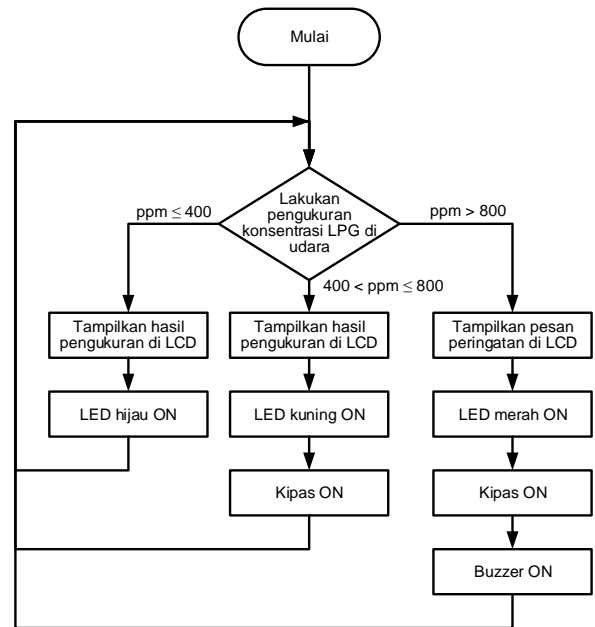 Mulai
Lakukan
pengukuran
konsentrasi LPG di
udara
ppm ≤ 400
ppm > 800
400 < ppm ≤ 800
Tampilkan hasil
pengukuran di LCD
Tampilkan hasil
pengukuran di LCD
Tampilkan pesan
peringatan di LCD
LED hijau ON
LED kuning ON
LED merah ON
Kipas ON
Kipas ON
Buzzer ON